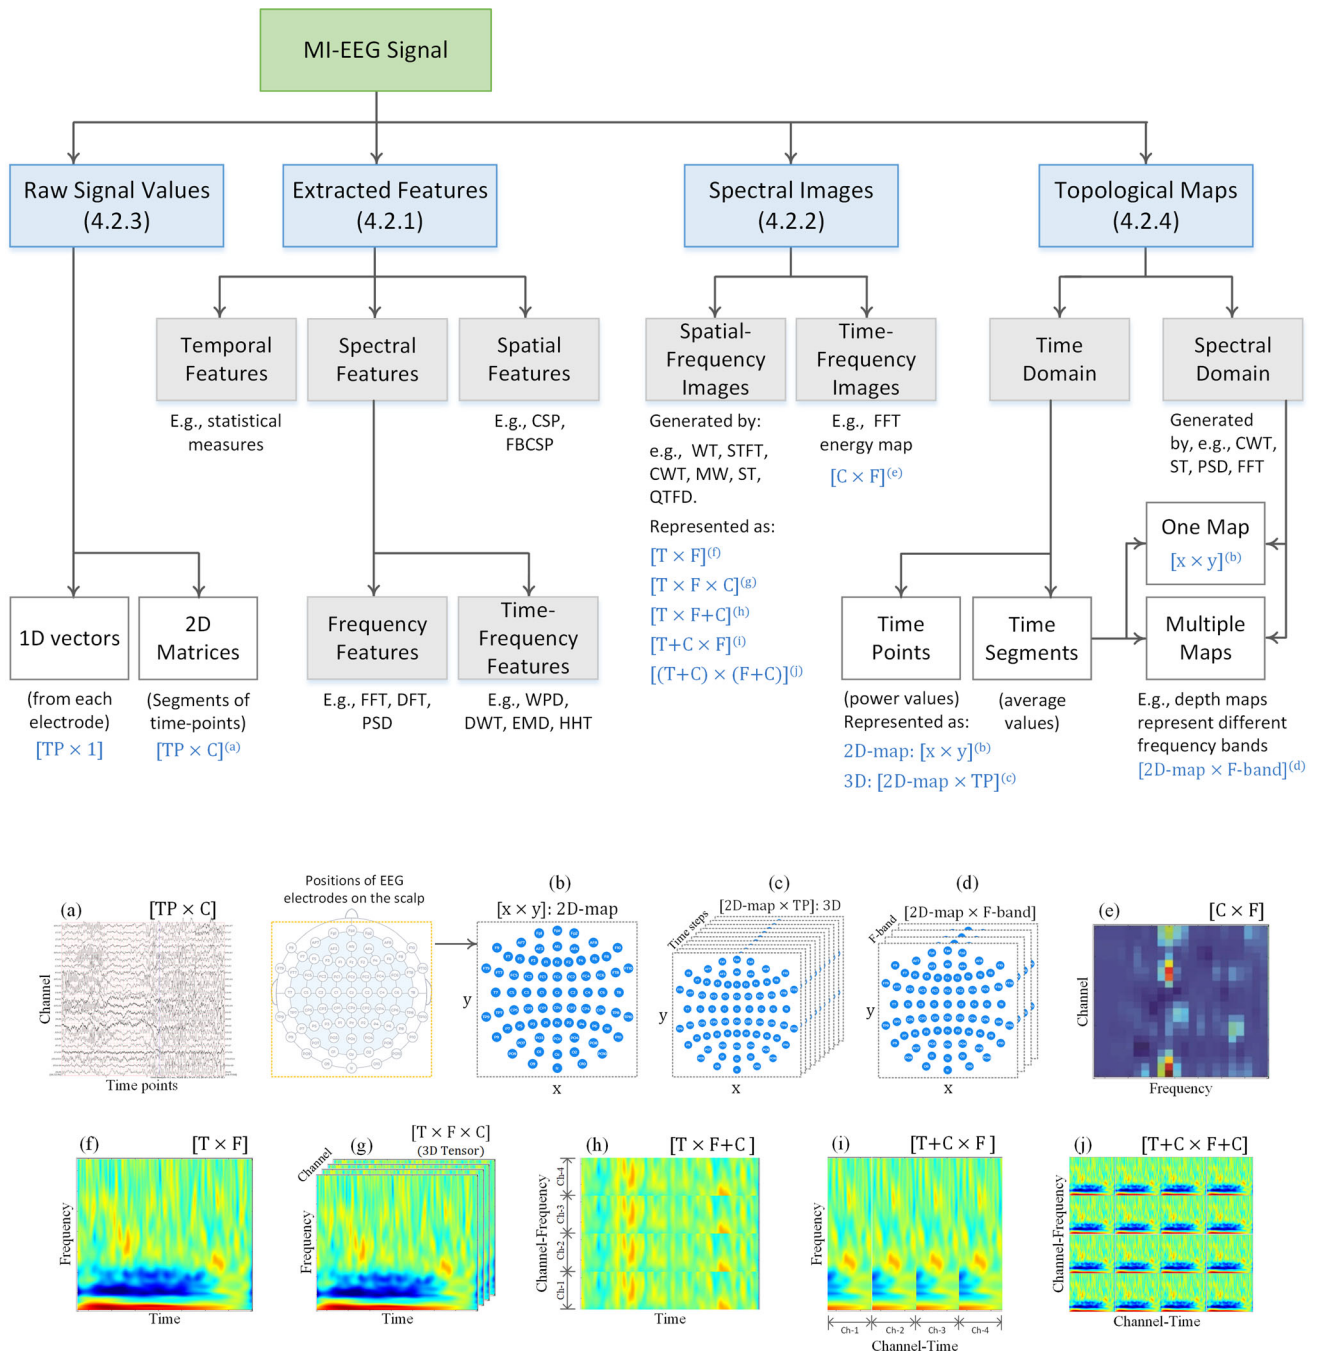 MI-EEG Signal
Raw Signal Values
(4.2.3)
Extracted Features
(4.2.1)
Spectral Images
(4.2.2)
Topological Maps
(4.2.4)
Temporal
Features
Spectral
Features
Spatial
Features
Spatial-
Frequency
Images
Time-
Frequency
Images
Time
Domain
Spectral
Domain
E.g., statistical
measures
E.g., CSP,
FBCSP
Generated by:
e.g., WT, STFT,
CWT, MW, ST,
QTFD.
Represented as:
[T × F](f)
[T × F × C](g)
[T × F+C](h)
[T+C × F](i)
[(T+C) × (F+C)](j)
E.g., FFT
energy map
[C × F](e)
Generated
by, e.g., CWT,
ST, PSD, FFT
One Map
[x × y](b)
1D vectors
2D
Matrices
Frequency
Features
Time-
Frequency
Features
Time
Points
Time
Segments
Multiple
Maps
(from each
electrode)
[TP × 1]
(Segments of
time-points)
[TP × C](a)
E.g., FFT, DFT,
PSD
E.g., WPD,
DWT, EMD, HHT
(power values)
Represented as:
2D-map: [x × y](b)
3D: [2D-map × TP](c)
(average
values)
E.g., depth maps
represent different
frequency bands
[2D-map × F-band](d)
(a)
[TP × C]
Channel
Time points
Positions of EEG
electrodes on the scalp
(b)
[x × y]: 2D-map
y
x
(c)
[2D-map × TP]: 3D
Time steps
y
x
(d)
[2D-map × F-band]
F-band
y
x
(e)
[C × F]
Channel
Frequency
(f)
[T × F]
Frequency
Time
(g)
[T × F × C]
(3D Tensor)
Channel
Frequency
Time
(h)
[T × F+C]
Channel-Frequency
Ch-4
Ch-3
Ch-2
Ch-1
Time
(i)
[T+C × F]
Frequency
Ch-1
Ch-2
Ch-3
Ch-4
Channel-Time
(j)
[T+C × F+C]
Channel-Frequency
Channel-Time